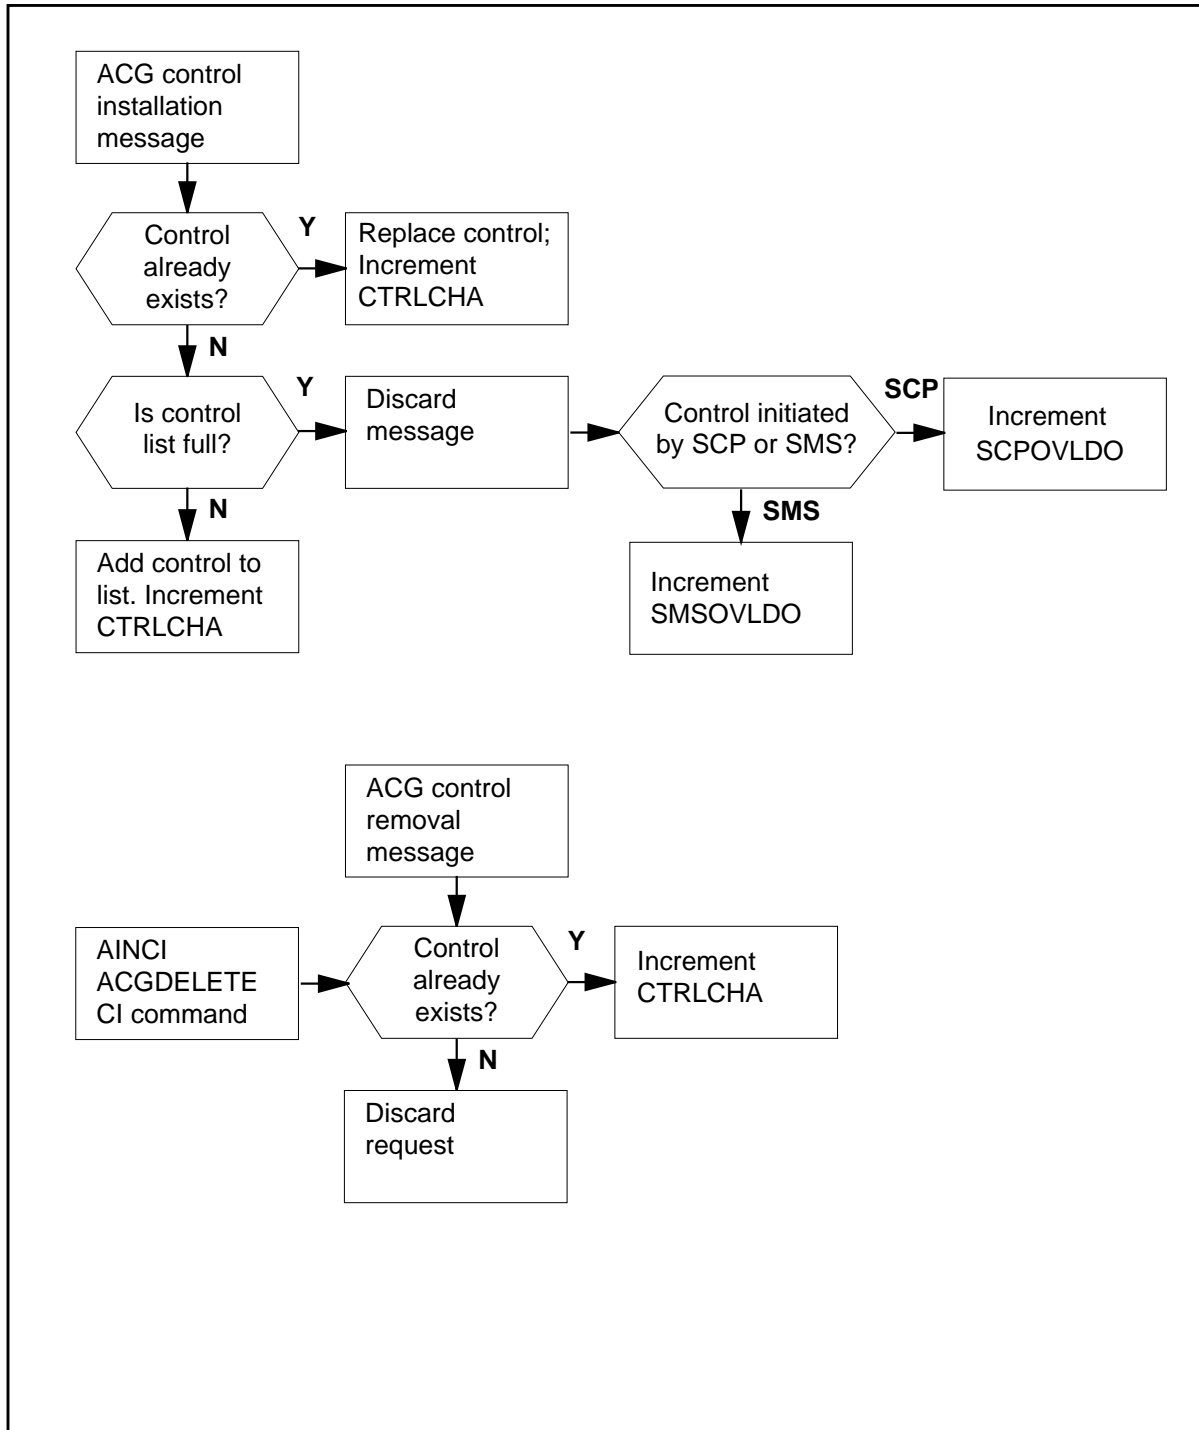 ACG control
installation
message
Control
already
exists?
Y
Replace control;
Increment
CTRLCHA
N
Is control
list full?
Y
Discard
message
Control initiated
by SCP or SMS?
SCP
Increment
SCPOVLDO
N
SMS
Add control to
list. Increment
CTRLCHA
Increment
SMSOVLDO
ACG control
removal
message
AINCI
ACGDELETE
CI command
Control
already
exists?
Y
Increment
CTRLCHA
N
Discard
request